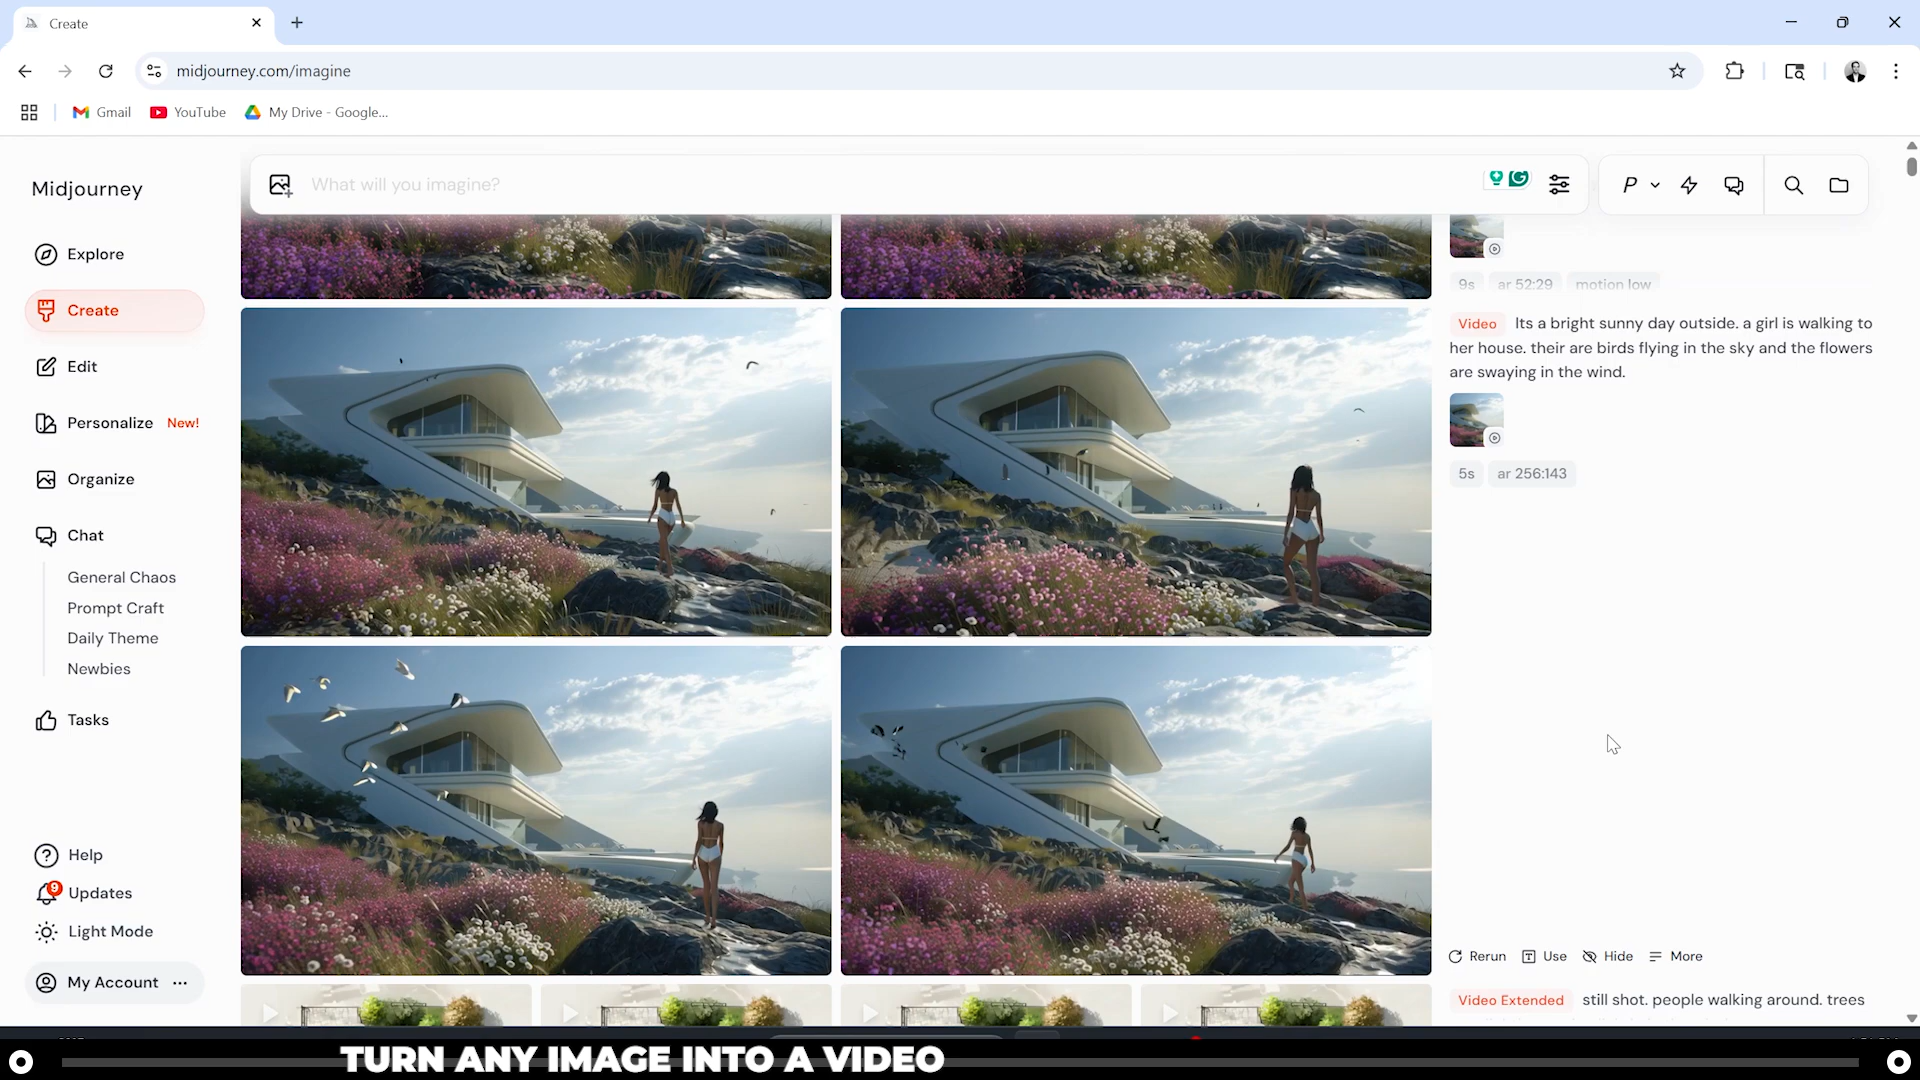 Create
midjourney.com/imagine
Gmail
YouTube
My Drive - Google...
Midjourney
What will you imagine?
P
Explore
Create
Edit
Personalize New!
Organize
Chat
General Chaos
Prompt Craft
Daily Theme
Newbies
Tasks
Help
9
Updates
Light Mode
My Account
9s ar 52:29 motion low
Video Its a bright sunny day outside. a girl is walking to
her house. their are birds flying in the sky and the flowers
are swaying in the wind.
5s ar 256:143
Rerun Use Hide More
Video Extended still shot. people walking around. trees
TURN ANY IMAGE INTO A VIDEO